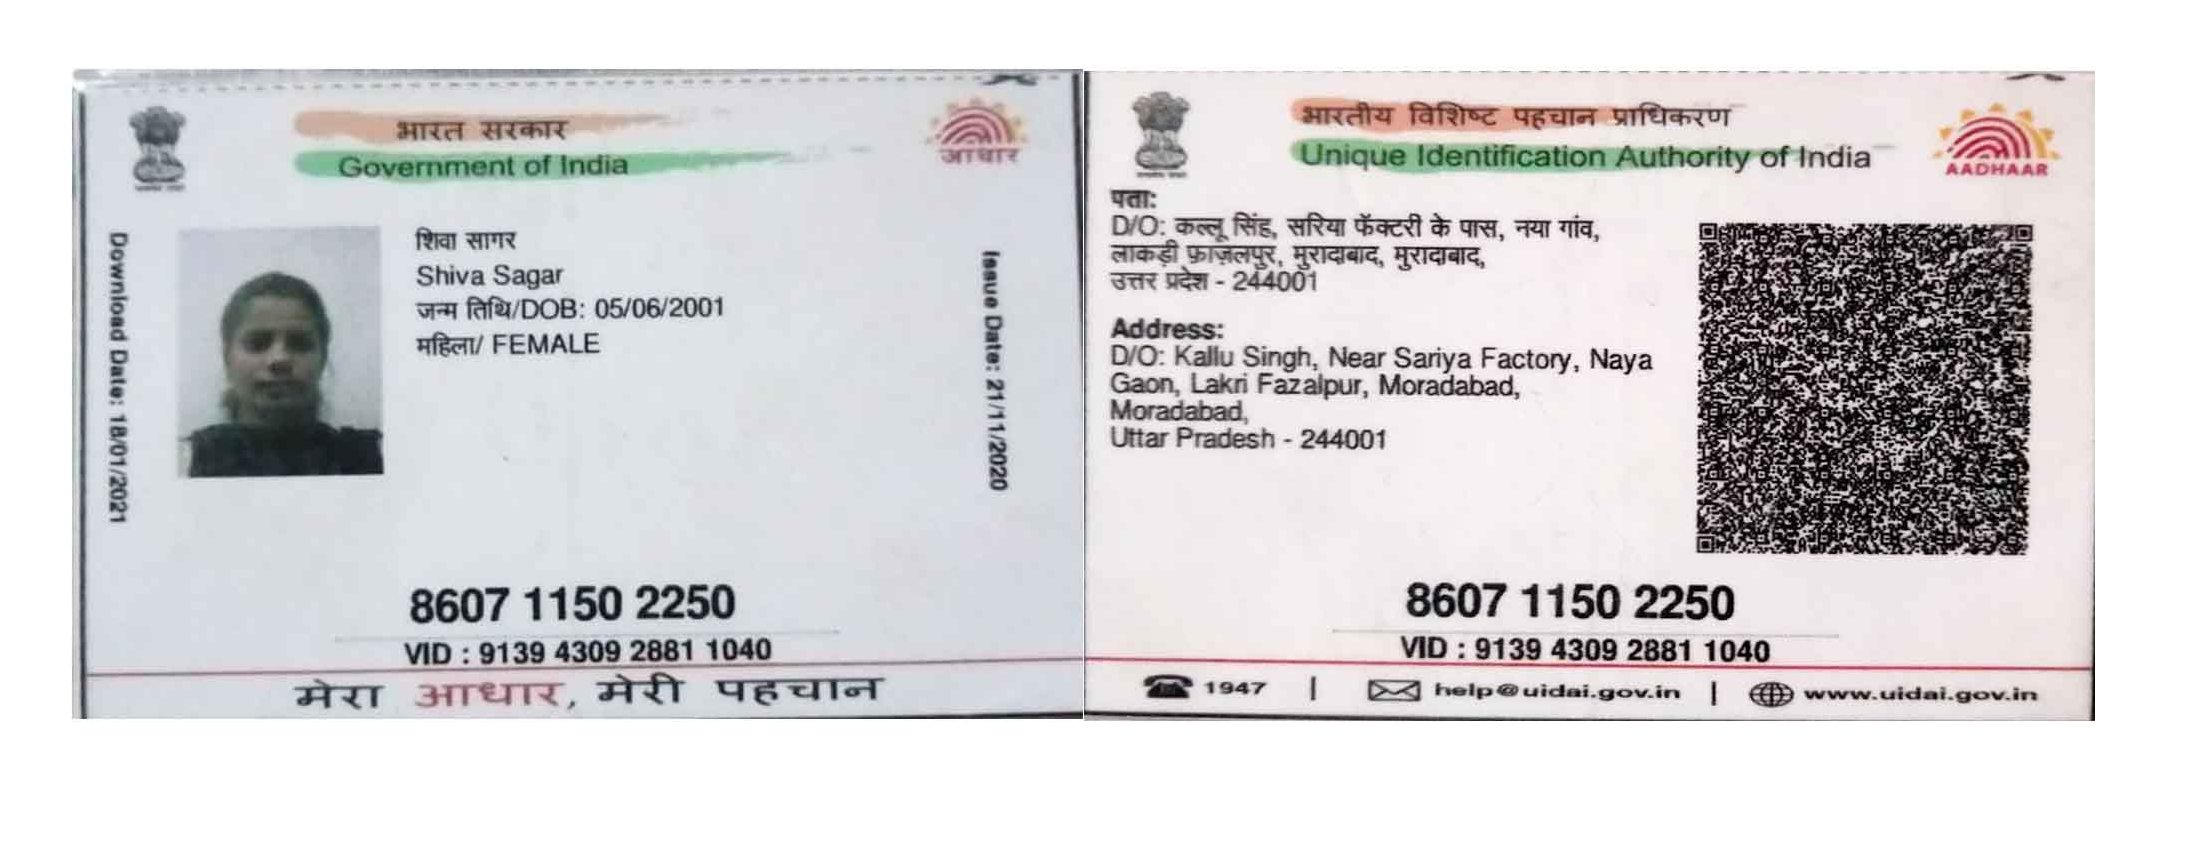 भारत सरकार
Government of India
आधार
Download Date: 18/01/2021
शिवा सागर
Shiva Sagar
जन्म तिथि/DOB: 05/06/2001
महिला/ FEMALE
Issue Date: 21/11/2020
8607 1150 2250
VID : 9139 4309 2881 1040
मेरा आधार, मेरी पहचान
भारतीय विशिष्ट पहचान प्राधिकरण
Unique Identification Authority of India
AADHAAR
पता:
D/O: कल्लू सिंह, सरिया फॅक्टरी के पास, नया गांव,
लाकड़ी फ़ाज़लपुर, मुरादाबाद, मुरादाबाद,
उत्तर प्रदेश - 244001
Address:
D/O: Kallu Singh, Near Sariya Factory, Naya
Gaon, Lakri Fazalpur, Moradabad,
Moradabad,
Uttar Pradesh - 244001
8607 1150 2250
VID : 9139 4309 2881 1040
1947 | help@uidai.gov.in | www.uidai.gov.in